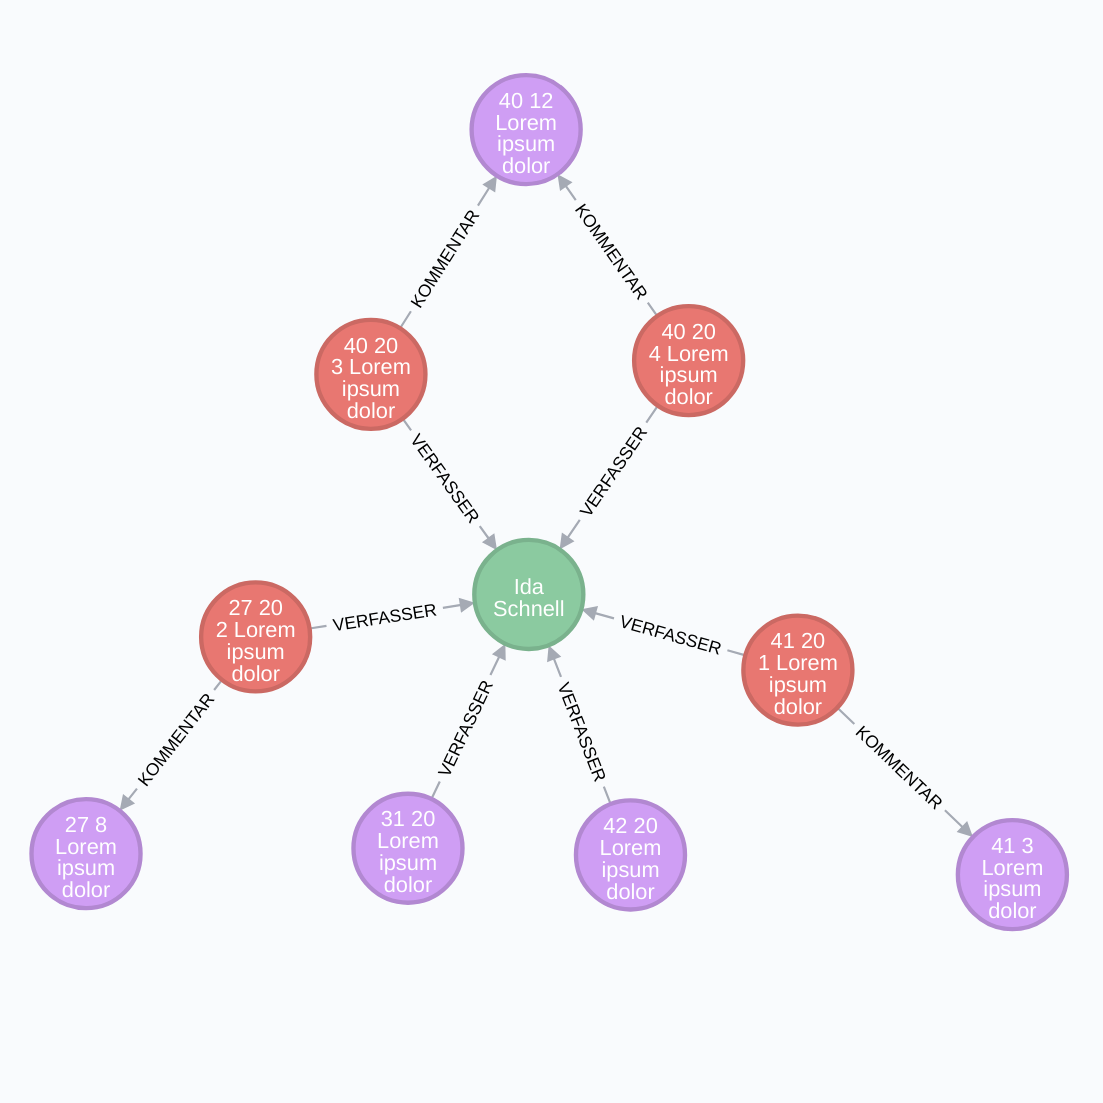 40 12
Lorem
ipsum
dolor
KOMMENTAR
KOMMENTAR
40 20
3 Lorem
ipsum
dolor
40 20
4 Lorem
ipsum
dolor
VERFASSER
VERFASSER
Ida
Schnell
27 20
2 Lorem
ipsum
dolor
VERFASSER
VERFASSER
41 20
1 Lorem
ipsum
dolor
KOMMENTAR
VERFASSER
VERFASSER
KOMMENTAR
27 8
Lorem
ipsum
dolor
31 20
Lorem
ipsum
dolor
42 20
Lorem
ipsum
dolor
41 3
Lorem
ipsum
dolor